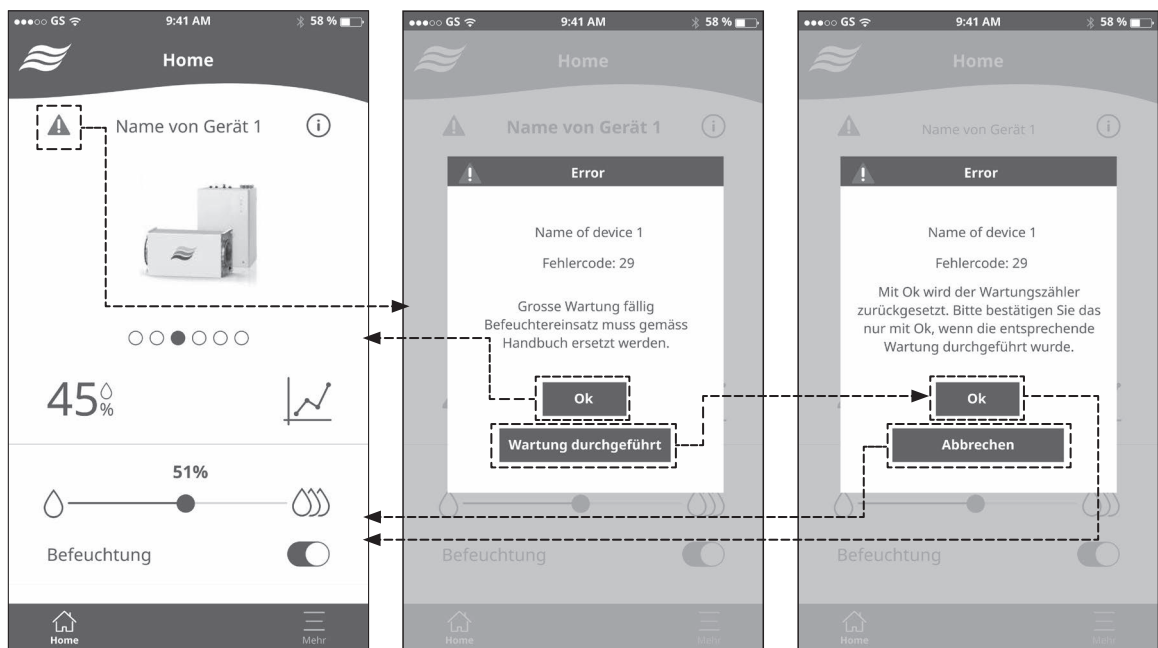 GS 9:41 AM 58 %
Home
Name von Gerät 1
45%
51%
Befeuchtung
Home Mehr
GS 9:41 AM 58 %
Home
Name von Gerät 1
Error
Name of device 1
Fehlercode: 29
Grosse Wartung fällig
Befeuchtereinsatz muss gemäss
Handbuch ersetzt werden.
Ok
Wartung durchgeführt
Befeuchtung
Home Mehr
GS 9:41 AM 58 %
Home
Name von Gerät 1
Error
Name of device 1
Fehlercode: 29
Mit Ok wird der Wartungszähler
zurückgesetzt. Bitte bestätigen Sie das
nur mit Ok, wenn die entsprechende
Wartung durchgeführt wurde.
Ok
Abbrechen
Befeuchtung
Home Mehr